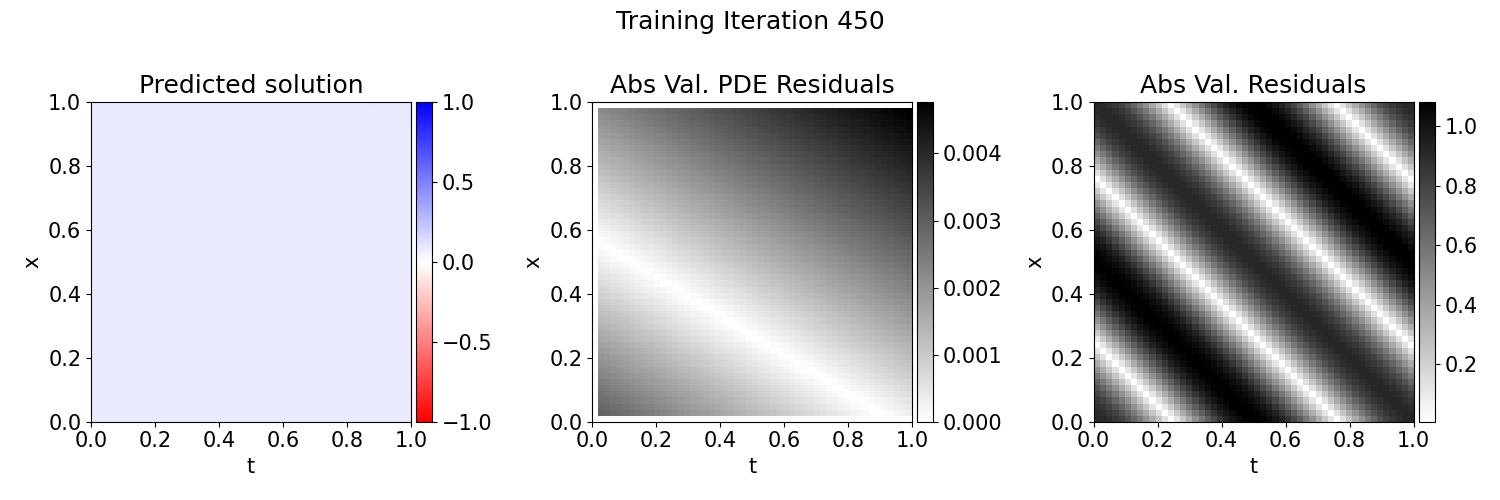 Training Iteration 450
Predicted solution
1.0
0.8
0.6
0.4
0.2
0.0
x
0.0 0.2 0.4 0.6 0.8 1.0
t
1.0
0.5
0.0
−0.5
−1.0
Abs Val. PDE Residuals
1.0
0.8
0.6
0.4
0.2
0.0
x
0.0 0.2 0.4 0.6 0.8 1.0
t
0.004
0.003
0.002
0.001
0.000
Abs Val. Residuals
1.0
0.8
0.6
0.4
0.2
0.0
x
0.0 0.2 0.4 0.6 0.8 1.0
t
1.0
0.8
0.6
0.4
0.2